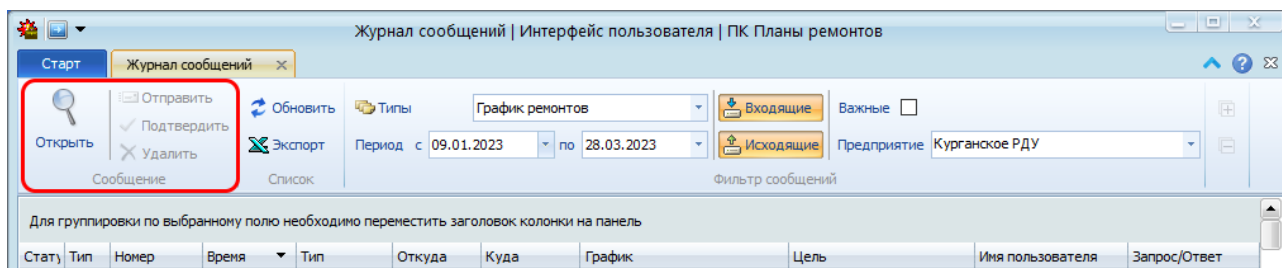 Журнал сообщений | Интерфейс пользователя | ПК Планы ремонтов
Старт Журнал сообщений
Открыть
Отправить
Подтвердить
Удалить
Сообщение
Обновить
Экспорт
Список
Типы График ремонтов Входящие Важные
Период с 09.01.2023 по 28.03.2023 Исходящие Предприятие Курганское РДУ
Фильтр сообщений
Для группировки по выбранному полю необходимо переместить заголовок колонки на панель
Стату Тип Номер Время Тип Откуда Куда График Цель Имя пользователя Запрос/Ответ